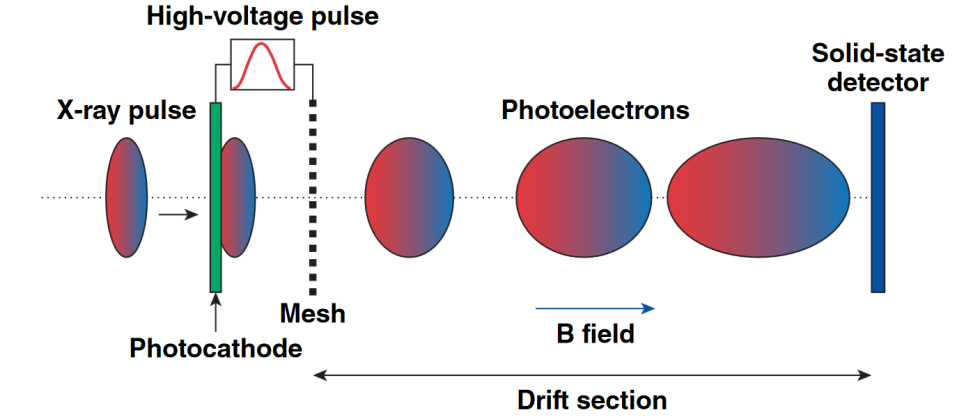 High-voltage pulse
Solid-state
detector
X-ray pulse
Photoelectrons
Mesh
B field
Photocathode
Drift section